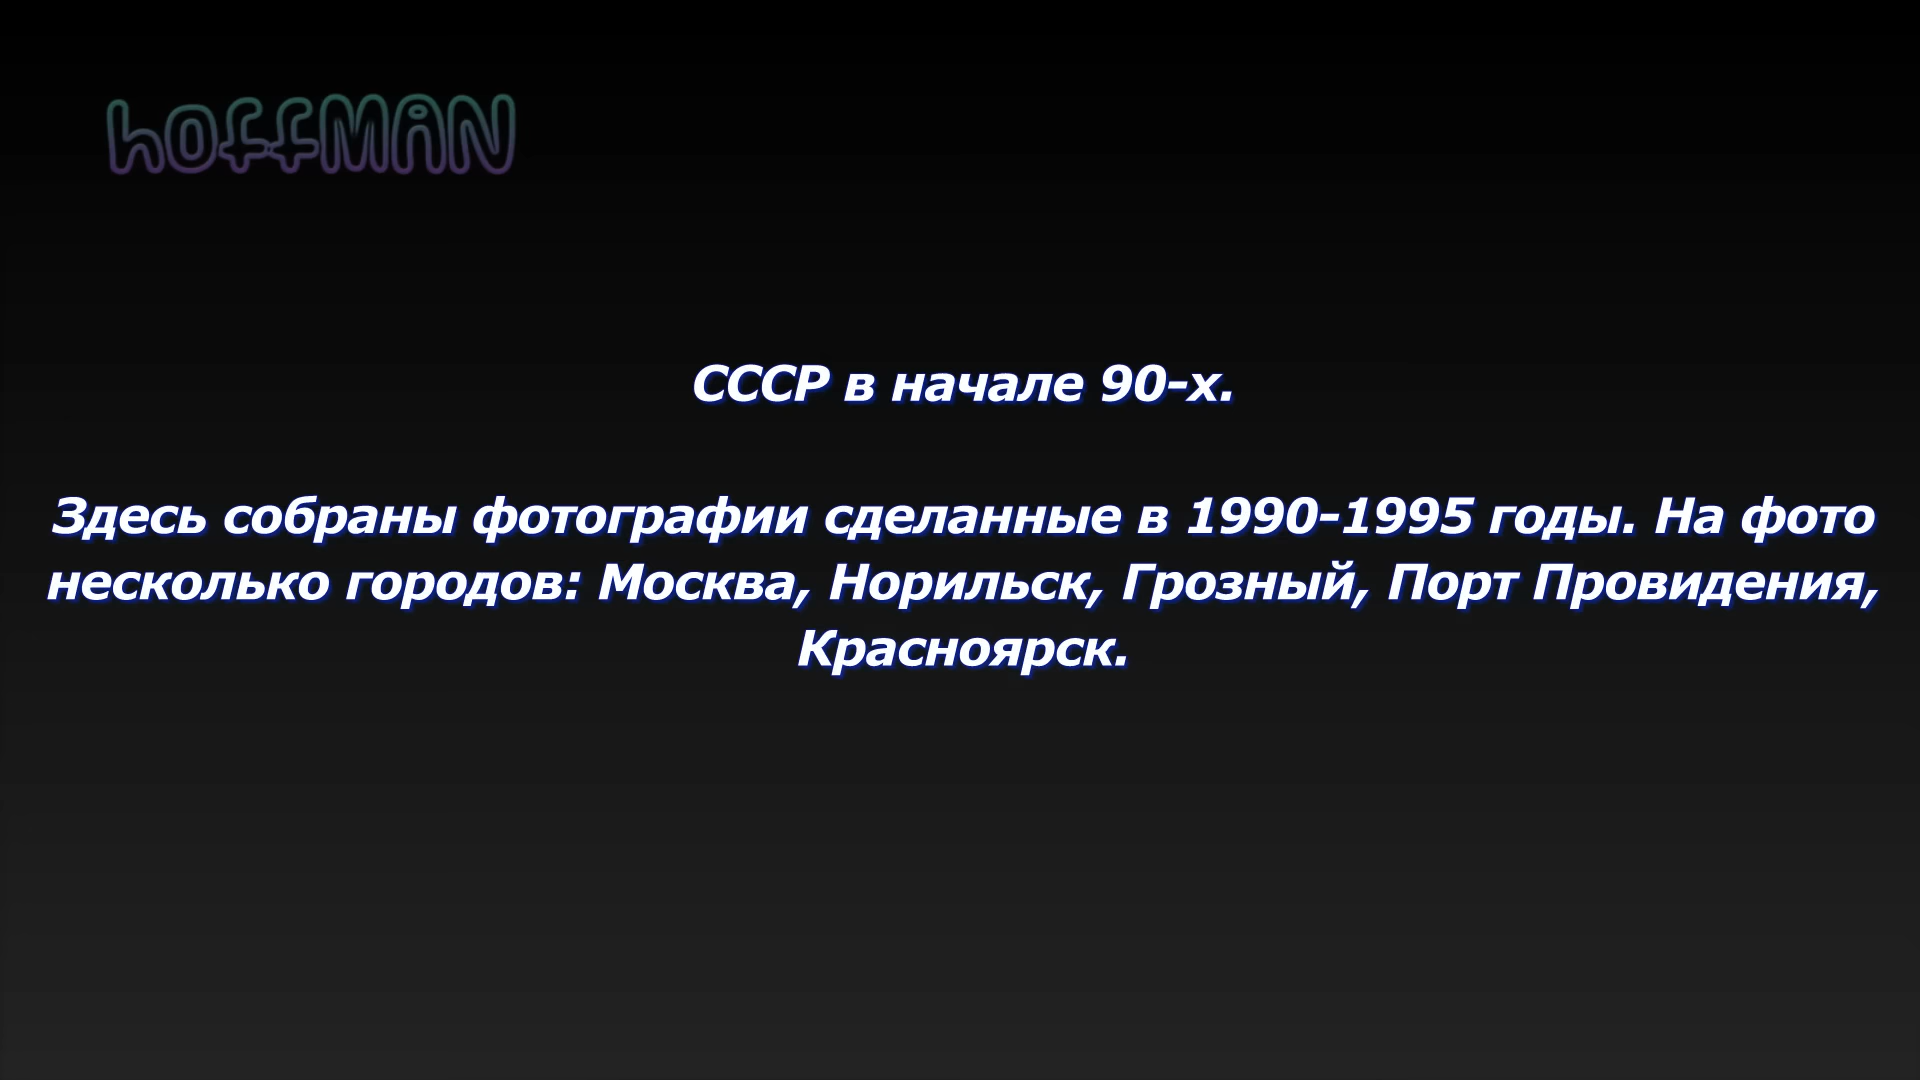 hoffMAN
СССР в начале 90-х.
Здесь собраны фотографии сделанные в 1990-1995 годы. На фото
несколько городов: Москва, Норильск, Грозный, Порт Провидения,
Красноярск.